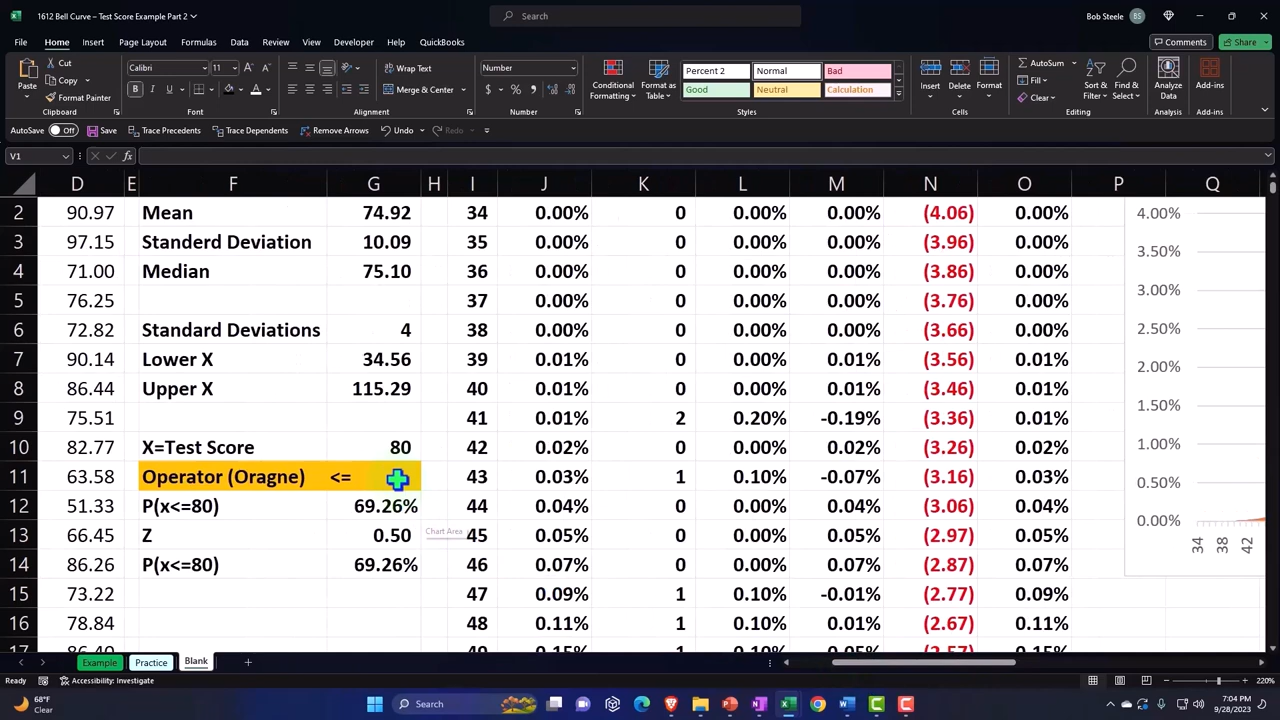 1612 Bell Curve – Test Score Example Part 2
Search
Bob Steele BS
File Home Insert Page Layout Formulas Data Review View Developer Automate Help QuickBooks
Comments Share
Paste Cut Copy Format Painter
Calibri 11 Wrap Text Merge & Center
Number
Conditional Formatting Format as Table
Percent 2 Normal Bad
Good Neutral Calculation
Insert Delete Format
AutoSum Fill Clear
Sort & Filter Find & Select Analyze Data Add-ins
Clipboard Font Alignment Number Styles Cells Editing Analysis Add-ins
AutoSave Off Save Trace Precedents Trace Dependents Remove Arrows Undo Redo
V1 fx
D E F G H I J K L M N O P Q
2 90.97 Mean 74.92 34 0.00% 0 0.00% 0.00% (4.06) 0.00% 4.00%
3 97.15 Standerd Deviation 10.09 35 0.00% 0 0.00% 0.00% (3.96) 0.00% 3.50%
4 71.00 Median 75.10 36 0.00% 0 0.00% 0.00% (3.86) 0.00% 3.00%
5 76.25 37 0.00% 0 0.00% 0.00% (3.76) 0.00% 2.50%
6 72.82 Standard Deviations 4 38 0.00% 0 0.00% 0.00% (3.66) 0.00% 2.00%
7 90.14 Lower X 34.56 39 0.01% 0 0.00% 0.01% (3.56) 0.01% 1.50%
8 86.44 Upper X 115.29 40 0.01% 0 0.00% 0.01% (3.46) 0.01% 1.00%
9 75.51 41 0.01% 2 0.20% -0.19% (3.36) 0.01% 0.50%
10 82.77 X=Test Score 80 42 0.02% 0 0.00% 0.02% (3.26) 0.02% 0.00%
11 63.58 Operator (Oragne) <= 43 0.03% 1 0.10% -0.07% (3.16) 0.03%
12 51.33 P(x<=80) 69.26% 44 0.04% 0 0.00% 0.04% (3.06) 0.04%
Chart Area
13 66.45 Z 0.50 45 0.05% 0 0.00% 0.05% (2.97) 0.05% 34 38 42
14 86.26 P(x<=80) 69.26% 46 0.07% 0 0.00% 0.07% (2.87) 0.07%
15 73.22 47 0.09% 1 0.10% -0.01% (2.77) 0.09%
16 78.84 48 0.11% 1 0.10% 0.01% (2.67) 0.11%
Example Practice Blank
Ready Accessibility: Investigate 220%
68°F
Clear
Search
7:04 PM
9/28/2023